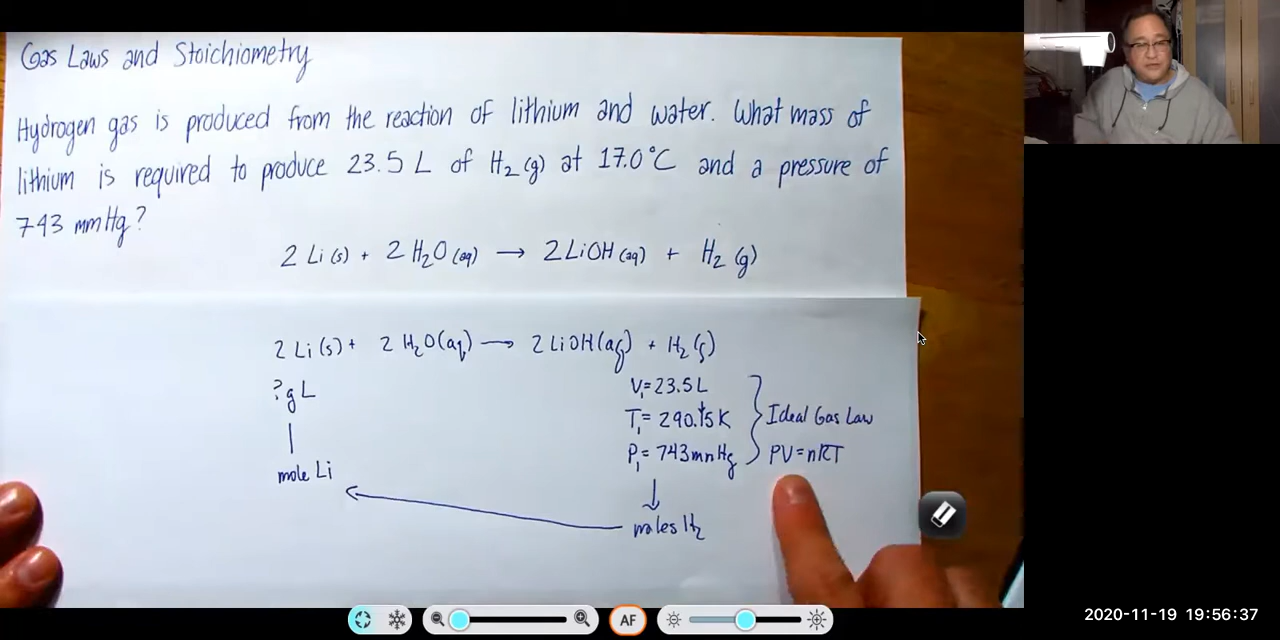 Gas Laws and Stoichiometry
Hydrogen gas is produced from the reaction of lithium and water. What mass of
lithium is required to produce 23.5 L of H₂(g) at 17.0°C and a pressure of
743 mmHg?
2 Li(s) + 2 H₂O(aq) → 2 LiOH(aq) + H₂(g)
2 Li(s) + 2 H₂O(aq) → 2 LiOH(aq) + H₂(g)
? g L
V₁ = 23.5 L
T₁ = 290.15 K
Ideal Gas Law
P₁ = 743 mmHg
PV = nRT
mole Li
moles H₂
AF
2020-11-19 19:56:37